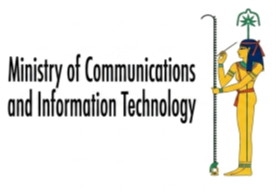 Ministry of Communications
and Information Technology